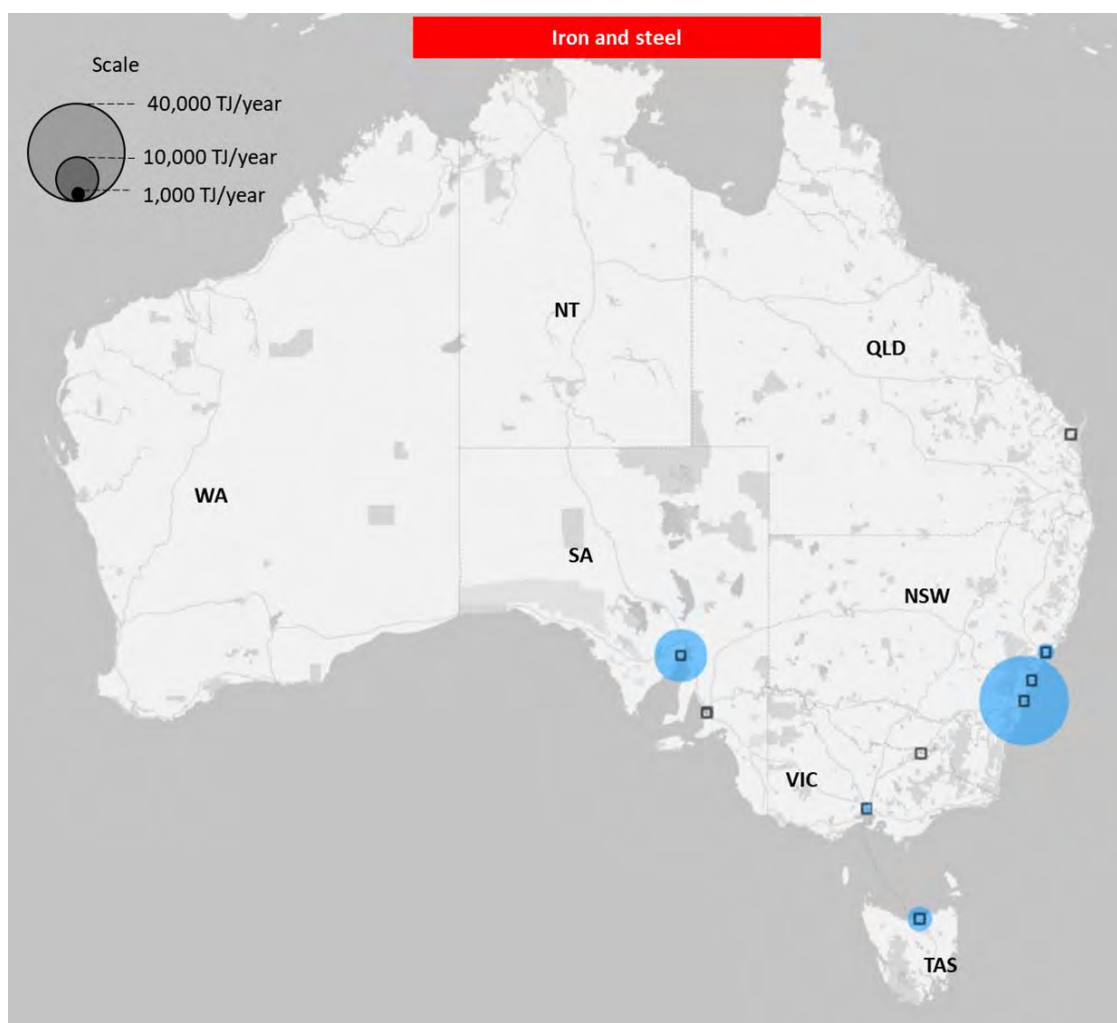 Iron and steel
Scale
40,000 TJ/year
10,000 TJ/year
1,000 TJ/year
NT
QLD
WA
SA
NSW
VIC
TAS